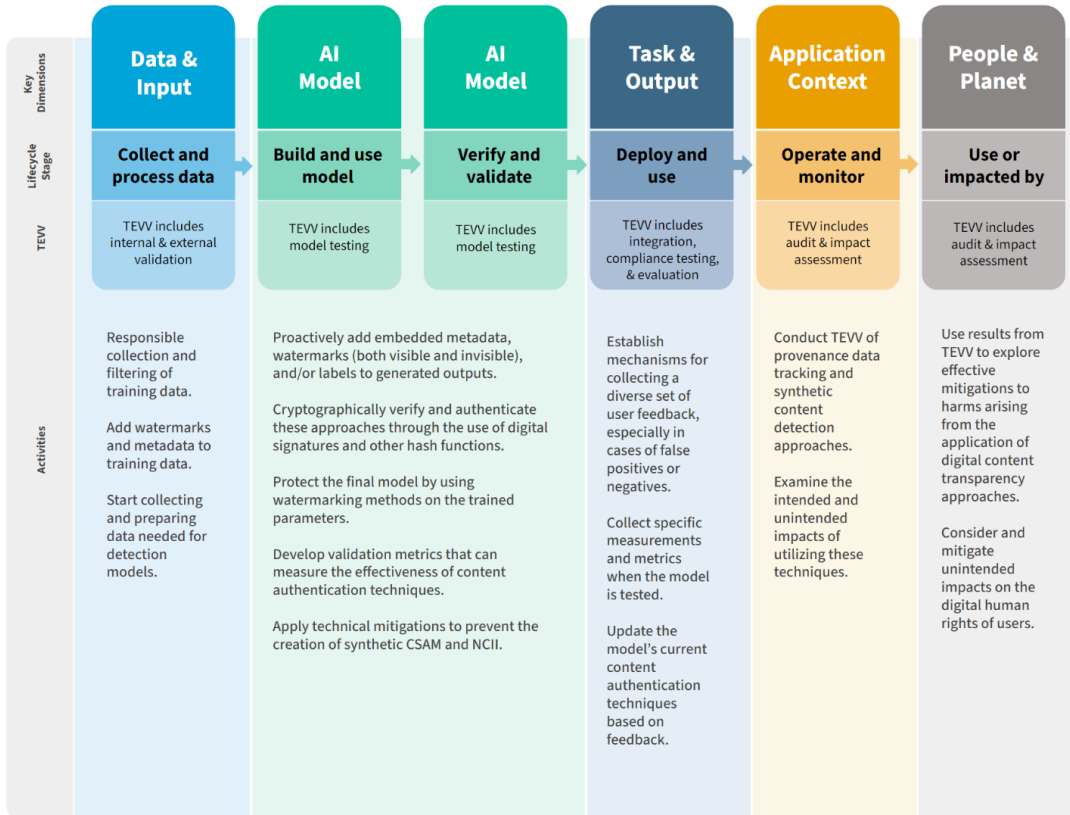 Key
Dimensions
Data &
Input
AI
Model
AI
Model
Task &
Output
Application
Context
People &
Planet
Lifecycle
Stage
Collect and
process data
Build and use
model
Verify and
validate
Deploy and
use
Operate and
monitor
Use or
impacted by
TEVV
TEVV includes
internal & external
validation
TEVV includes
model testing
TEVV includes
model testing
TEVV includes
integration,
compliance testing,
& evaluation
TEVV includes
audit & impact
assessment
TEVV includes
audit & impact
assessment
Activities
Responsible
collection and
filtering of
training data.
Add watermarks
and metadata to
training data.
Start collecting
and preparing
data needed for
detection
models.
Proactively add embedded metadata,
watermarks (both visible and invisible),
and/or labels to generated outputs.
Cryptographically verify and authenticate
these approaches through the use of digital
signatures and other hash functions.
Protect the final model by using
watermarking methods on the trained
parameters.
Develop validation metrics that can
measure the effectiveness of content
authentication techniques.
Apply technical mitigations to prevent the
creation of synthetic CSAM and NCII.
Establish
mechanisms for
collecting a
diverse set of
user feedback,
especially in
cases of false
positives or
negatives.
Collect specific
measurements
and metrics
when the model
is tested.
Update the
model's current
content
authentication
techniques
based on
feedback.
Conduct TEVV of
provenance data
tracking and
synthetic
content
detection
approaches.
Examine the
intended and
unintended
impacts of
utilizing these
techniques.
Use results from
TEVV to explore
effective
mitigations to
harms arising
from the
application of
digital content
transparency
approaches.
Consider and
mitigate
unintended
impacts on the
digital human
rights of users.